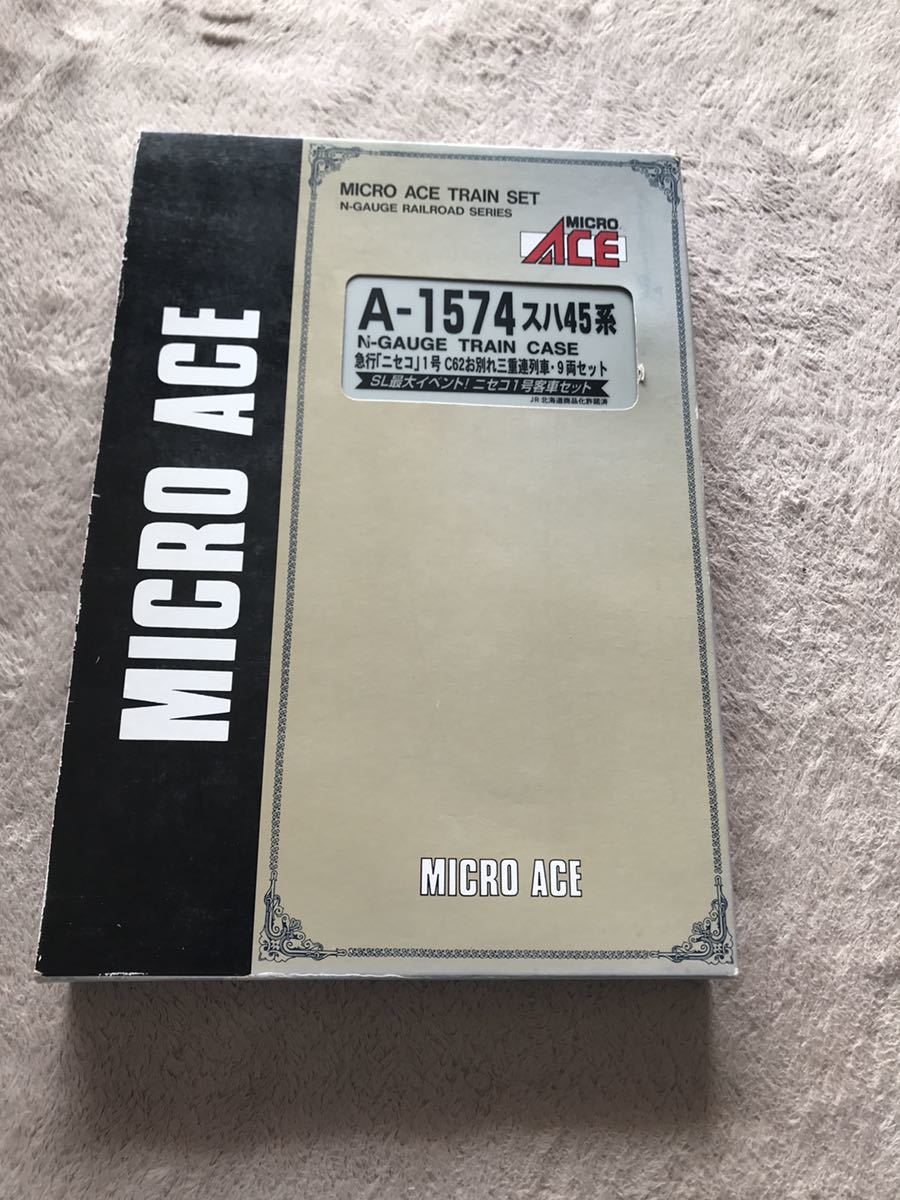 MICRO ACE
MICRO ACE TRAIN SET
N-GAUGE RAILROAD SERIES
MICRO
ACE
A-1574 スハ45系
N-GAUGE TRAIN CASE
急行「ニセコ」1号 C62お別れ三重連列車・9両セット
SL最大イベント! ニセコ1号客車セット
JR北海道商品化許諾済
MICRO ACE